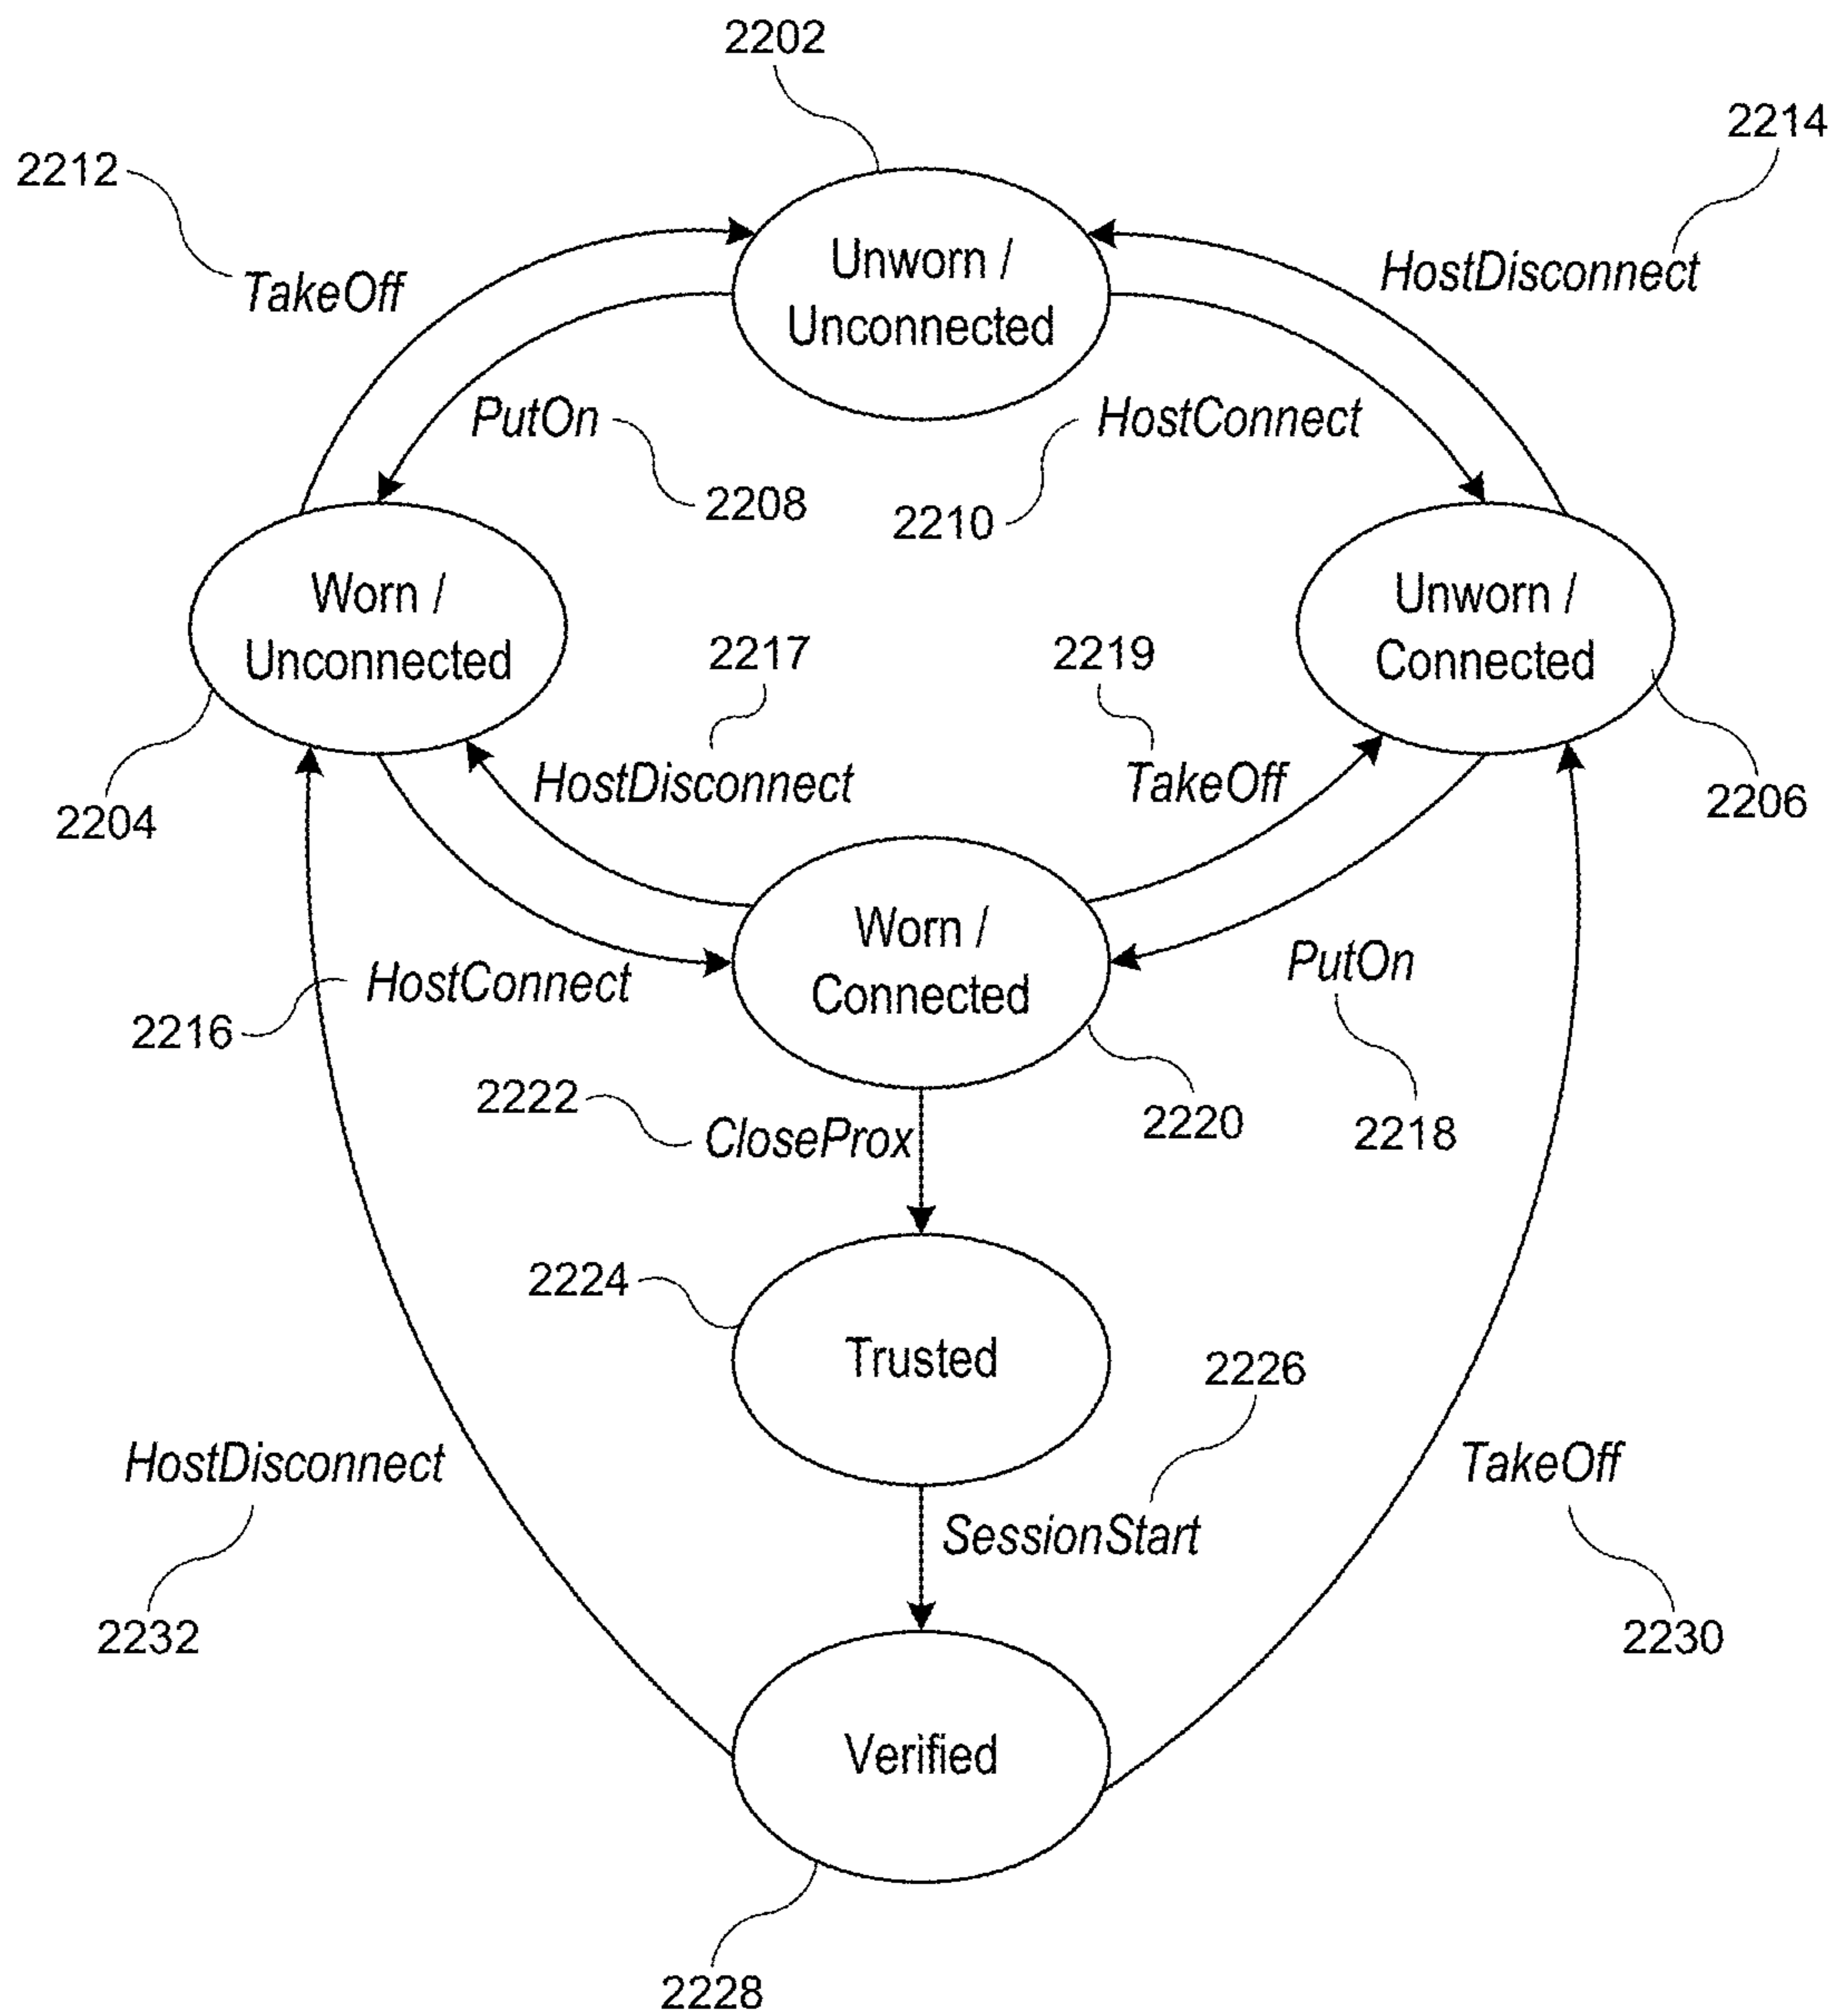 2202
2214
2212
Unworn /
Unconnected
TakeOff
HostDisconnect
PutOn
HostConnect
2208
2210
Worn /
Unconnected
Unworn /
Connected
2217
2219
HostDisconnect
TakeOff
2204
2206
Worn /
Connected
HostConnect
PutOn
2216
2222
CloseProx
2220
2218
2224
Trusted
2226
HostDisconnect
TakeOff
SessionStart
2232
2230
Verified
2228